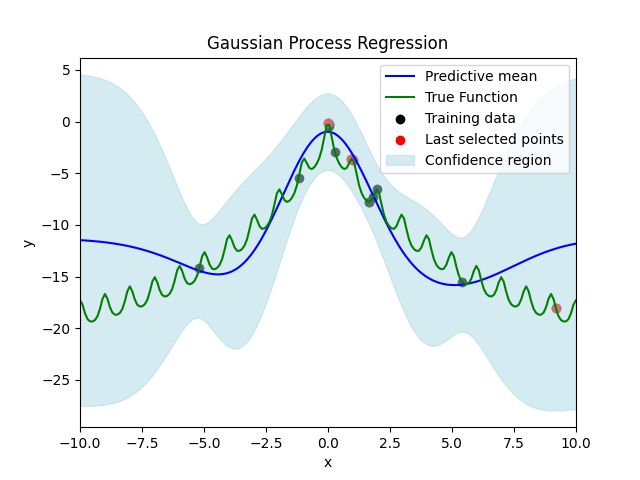 Gaussian Process Regression
Predictive mean
True Function
Training data
Last selected points
Confidence region
y
5
0
−5
−10
−15
−20
−25
−10.0 −7.5 −5.0 −2.5 0.0 2.5 5.0 7.5 10.0
x